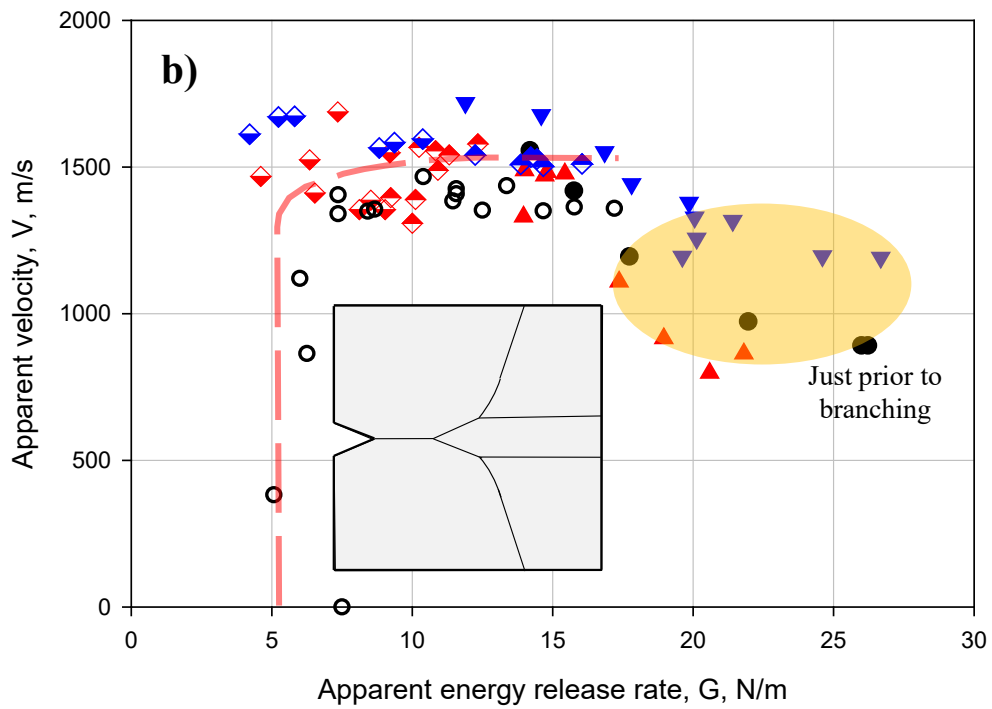 2000
b)
1500
1000
500
0
Apparent velocity, V, m/s
Just prior to
branching
0 5 10 15 20 25 30
Apparent energy release rate, G, N/m